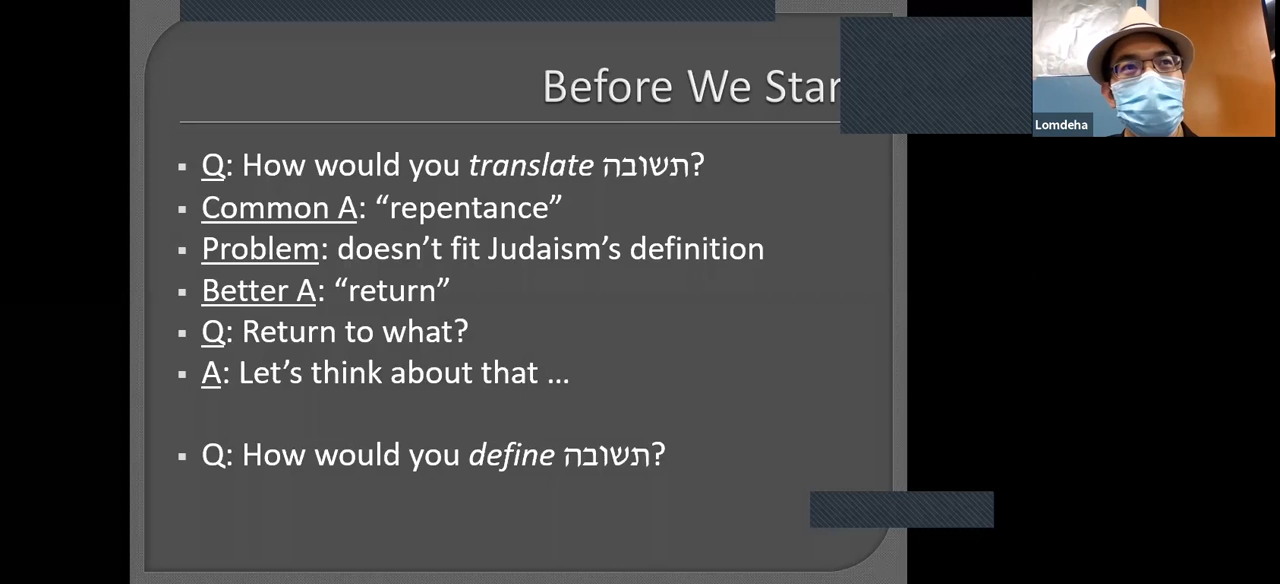 Before We Star
Q: How would you translate תשובה?
Common A: “repentance”
Problem: doesn’t fit Judaism’s definition
Better A: “return”
Q: Return to what?
A: Let’s think about that ...
Q: How would you define תשובה?
Lomdeha